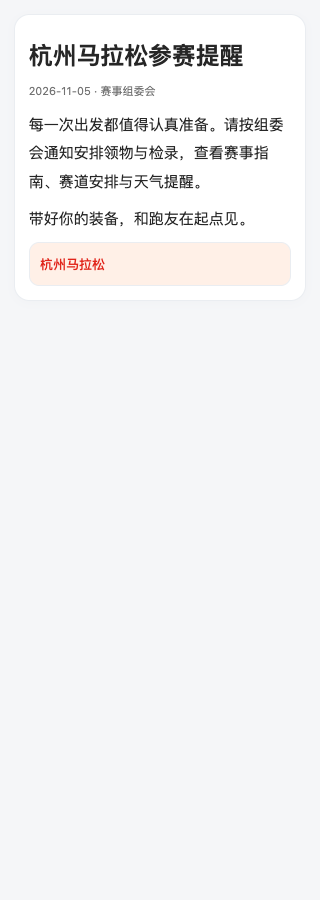 杭州马拉松参赛提醒
2026-11-05 · 赛事组委会
每一次出发都值得认真准备。请按组委
会通知安排领物与检录，查看赛事指
南、赛道安排与天气提醒。
带好你的装备，和跑友在起点见。
杭州马拉松